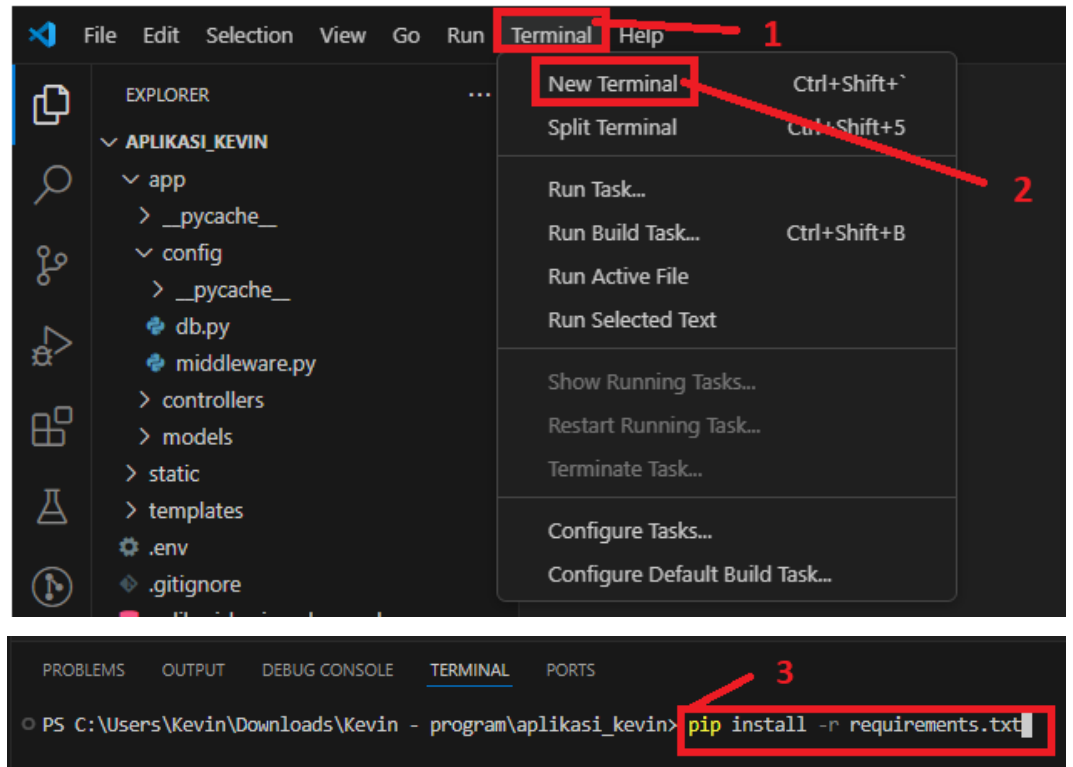 File Edit Selection View Go Run Terminal Help 1
EXPLORER ...
APLIKASI_KEVIN
app
__pycache__
config
__pycache__
db.py
middleware.py
controllers
models
static
templates
.env
.gitignore
New Terminal Ctrl+Shift+`
Split Terminal Ctrl+Shift+5
2
Run Task...
Run Build Task... Ctrl+Shift+B
Run Active File
Run Selected Text
Show Running Tasks...
Restart Running Task...
Terminate Task...
Configure Tasks...
Configure Default Build Task...
PROBLEMS OUTPUT DEBUG CONSOLE TERMINAL PORTS
3
PS C:\Users\Kevin\Downloads\Kevin - program\aplikasi_kevin> pip install -r requirements.txt